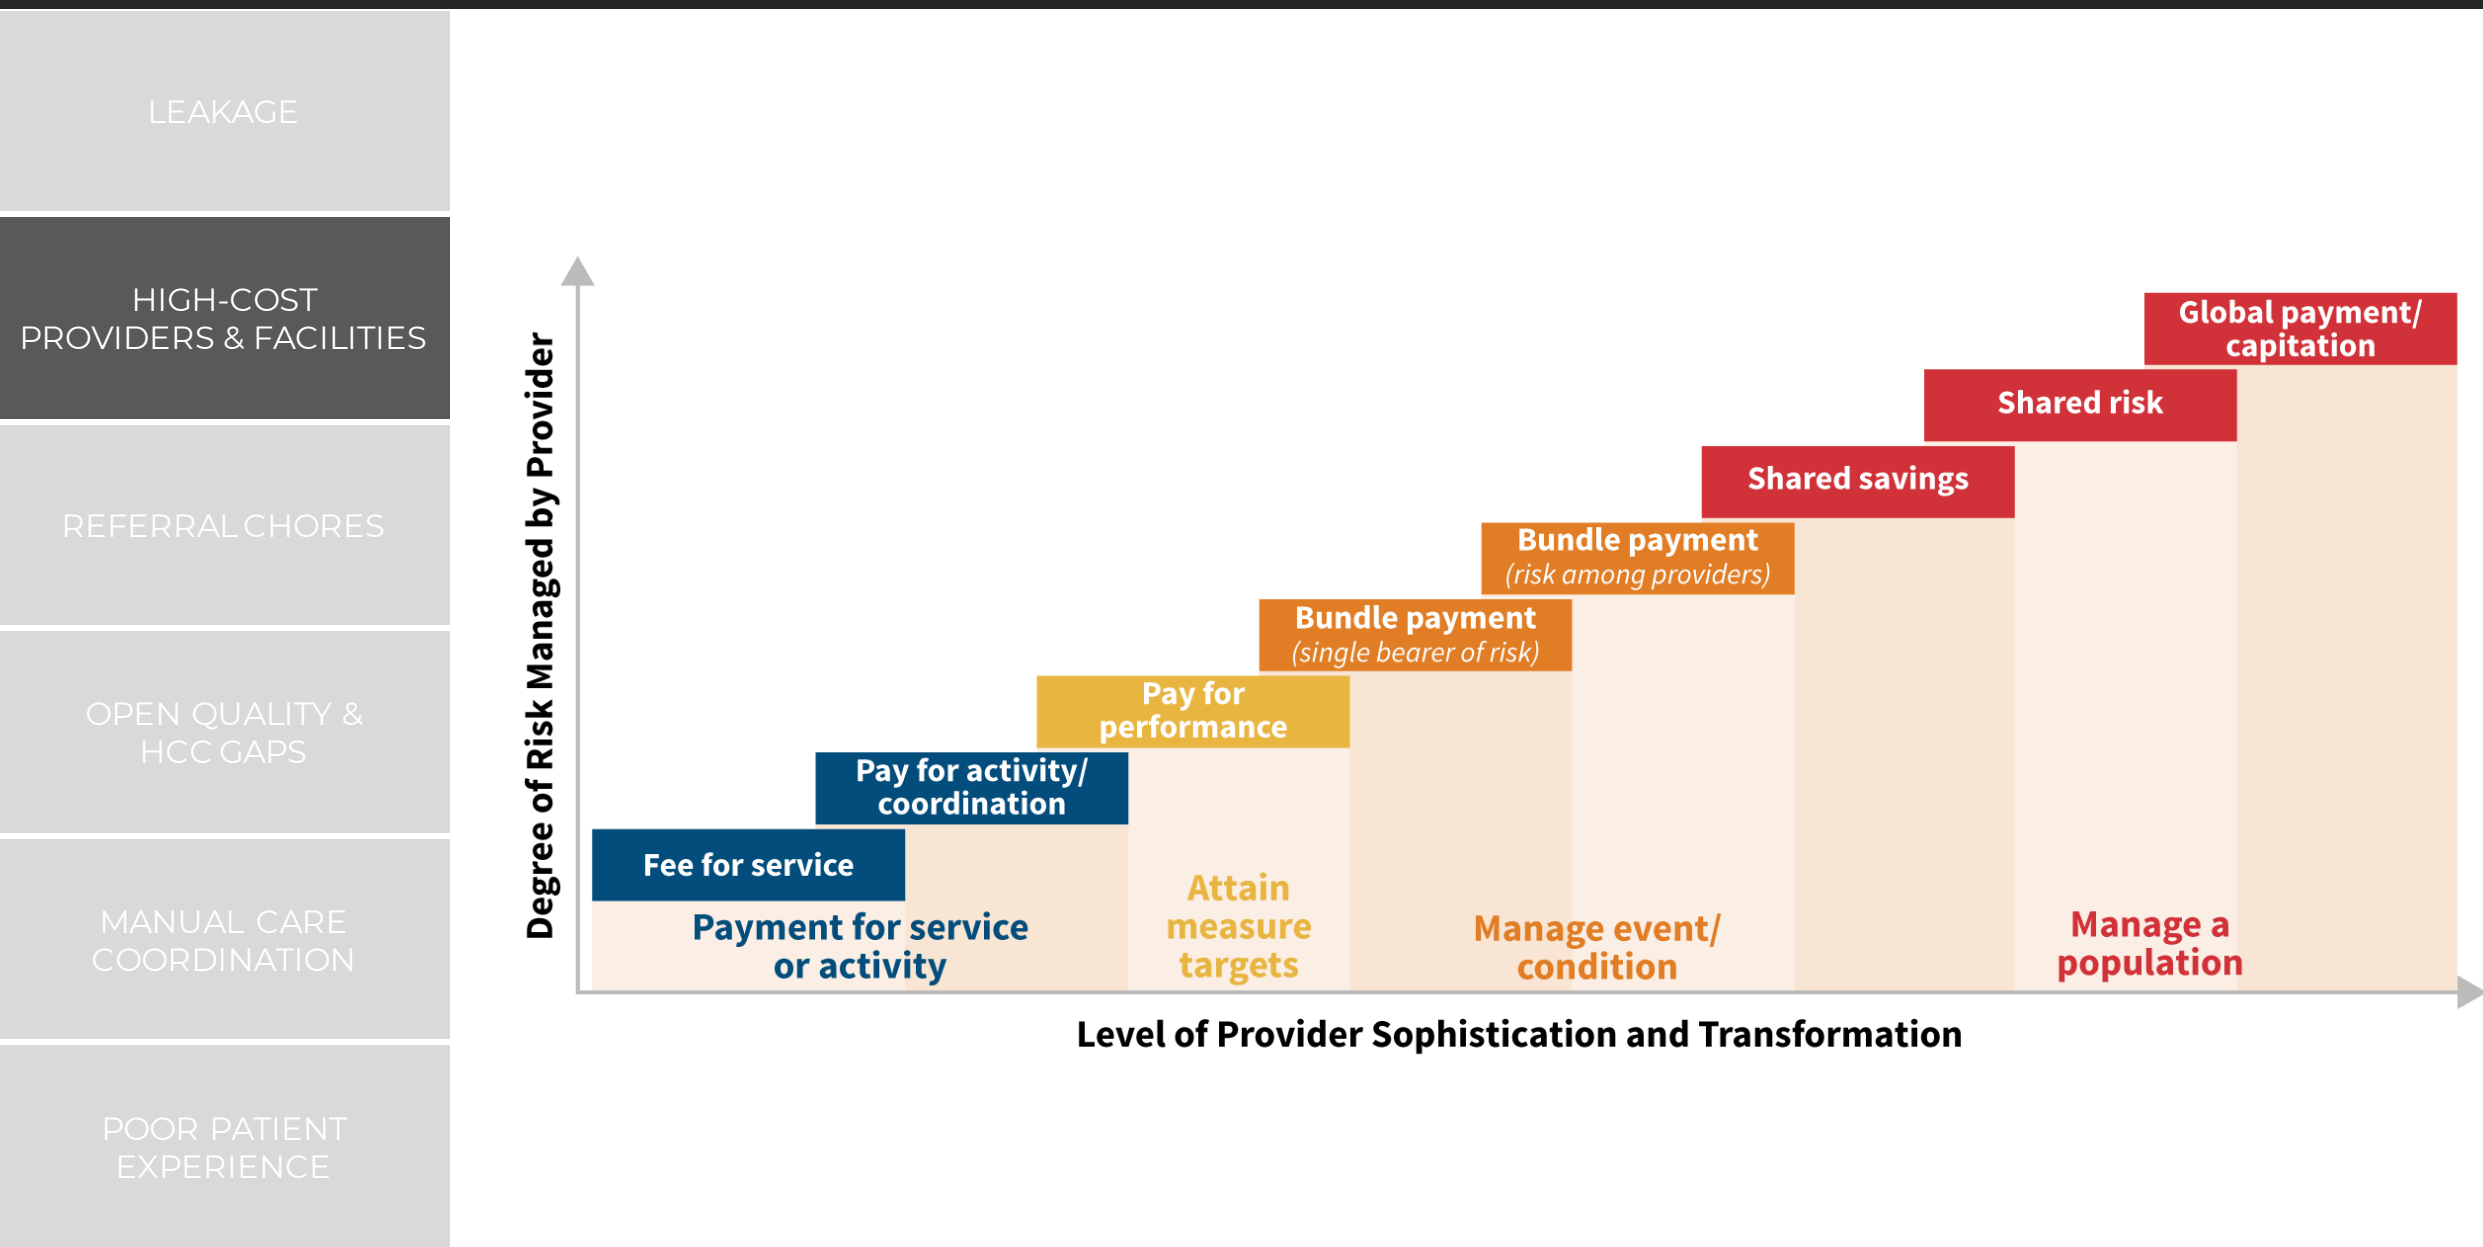 LEAKAGE
HIGH-COST
PROVIDERS & FACILITIES
REFERRAL CHORES
OPEN QUALITY &
HCC GAPS
MANUAL CARE
COORDINATION
POOR PATIENT
EXPERIENCE
Degree of Risk Managed by Provider
Global payment/
capitation
Shared risk
Shared savings
Bundle payment
(risk among providers)
Bundle payment
(single bearer of risk)
Pay for
performance
Pay for activity/
coordination
Fee for service
Payment for service
or activity
Attain
measure
targets
Manage event/
condition
Manage a
population
Level of Provider Sophistication and Transformation